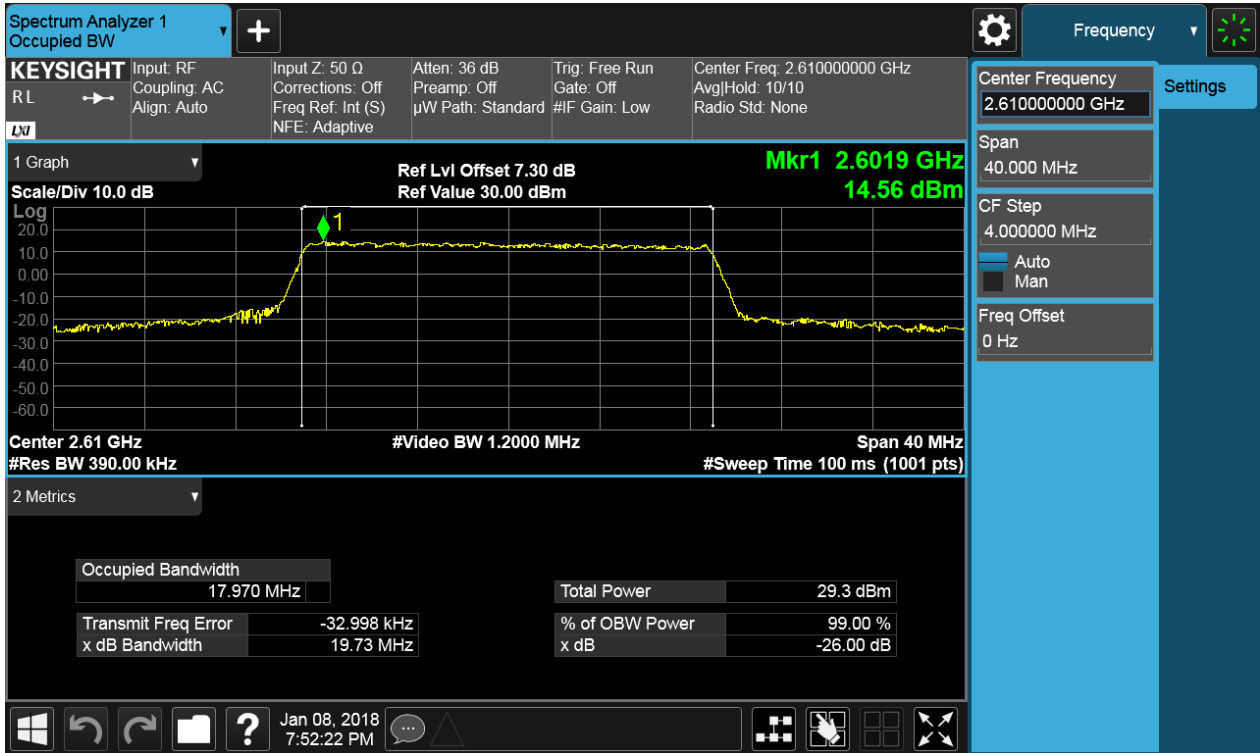 Spectrum Analyzer 1
Occupied BW
+
Frequency
KEYSIGHT
RL
LXI
Input: RF
Coupling: AC
Align: Auto
Input Z: 50 Ω
Corrections: Off
Freq Ref: Int (S)
NFE: Adaptive
Atten: 36 dB
Preamp: Off
µW Path: Standard
Trig: Free Run
Gate: Off
#IF Gain: Low
Center Freq: 2.610000000 GHz
Avg|Hold: 10/10
Radio Std: None
Center Frequency
2.610000000 GHz
Settings
Span
40.000 MHz
CF Step
4.000000 MHz
Auto
Man
Freq Offset
0 Hz
1 Graph
Scale/Div 10.0 dB
Ref Lvl Offset 7.30 dB
Ref Value 30.00 dBm
Mkr1 2.6019 GHz
14.56 dBm
Log
1
20.0
10.0
0.00
-10.0
-20.0
-30.0
-40.0
-50.0
-60.0
Center 2.61 GHz
#Video BW 1.2000 MHz
Span 40 MHz
#Res BW 390.00 kHz
#Sweep Time 100 ms (1001 pts)
2 Metrics
Occupied Bandwidth
17.970 MHz
Total Power 29.3 dBm
Transmit Freq Error -32.998 kHz
% of OBW Power 99.00 %
x dB Bandwidth 19.73 MHz
x dB -26.00 dB
?
Jan 08, 2018
7:52:22 PM